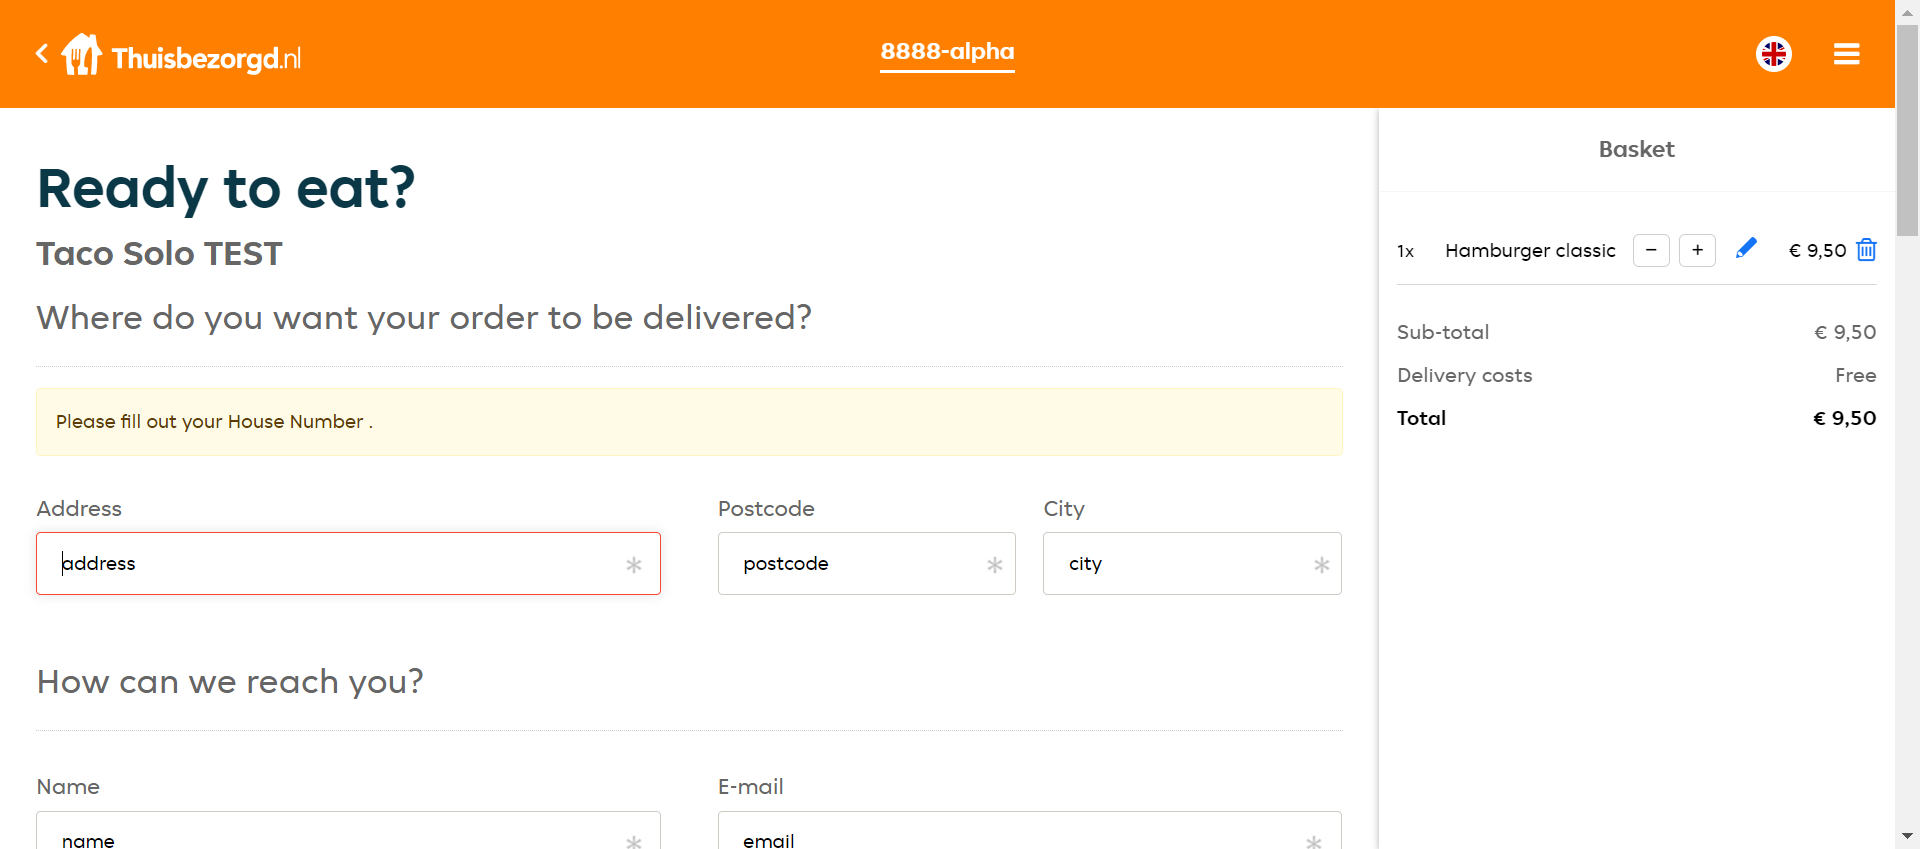 Thuisbezorgd.nl
8888-alpha
Ready to eat?
Taco Solo TEST
Where do you want your order to be delivered?
Please fill out your House Number .
Address
Postcode
City
address *
postcode *
city *
How can we reach you?
Name
E-mail
name *
email *
Basket
1x Hamburger classic − + € 9,50
Sub-total € 9,50
Delivery costs Free
Total € 9,50